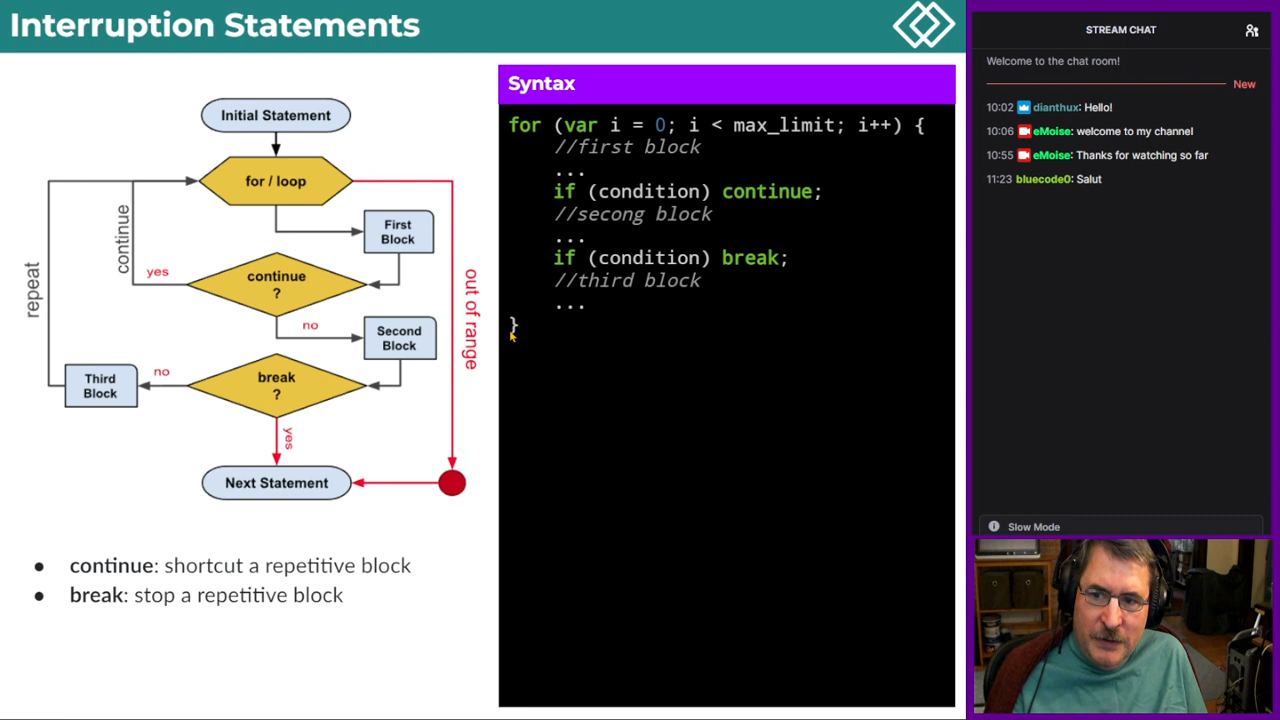 Interruption Statements
Initial Statement
for / loop
First
Block
continue
yes
continue
?
repeat
no
Second
Block
out of range
Third
Block
no
break
?
yes
Next Statement
continue: shortcut a repetitive block
break: stop a repetitive block
Syntax
for (var i = 0; i < max_limit; i++) {
//first block
...
if (condition) continue;
//secong block
...
if (condition) break;
//third block
...
}
STREAM CHAT
Welcome to the chat room!
New
10:02 dianthux: Hello!
10:06 eMoise: welcome to my channel
10:55 eMoise: Thanks for watching so far
11:23 bluecode0: Salut
Slow Mode